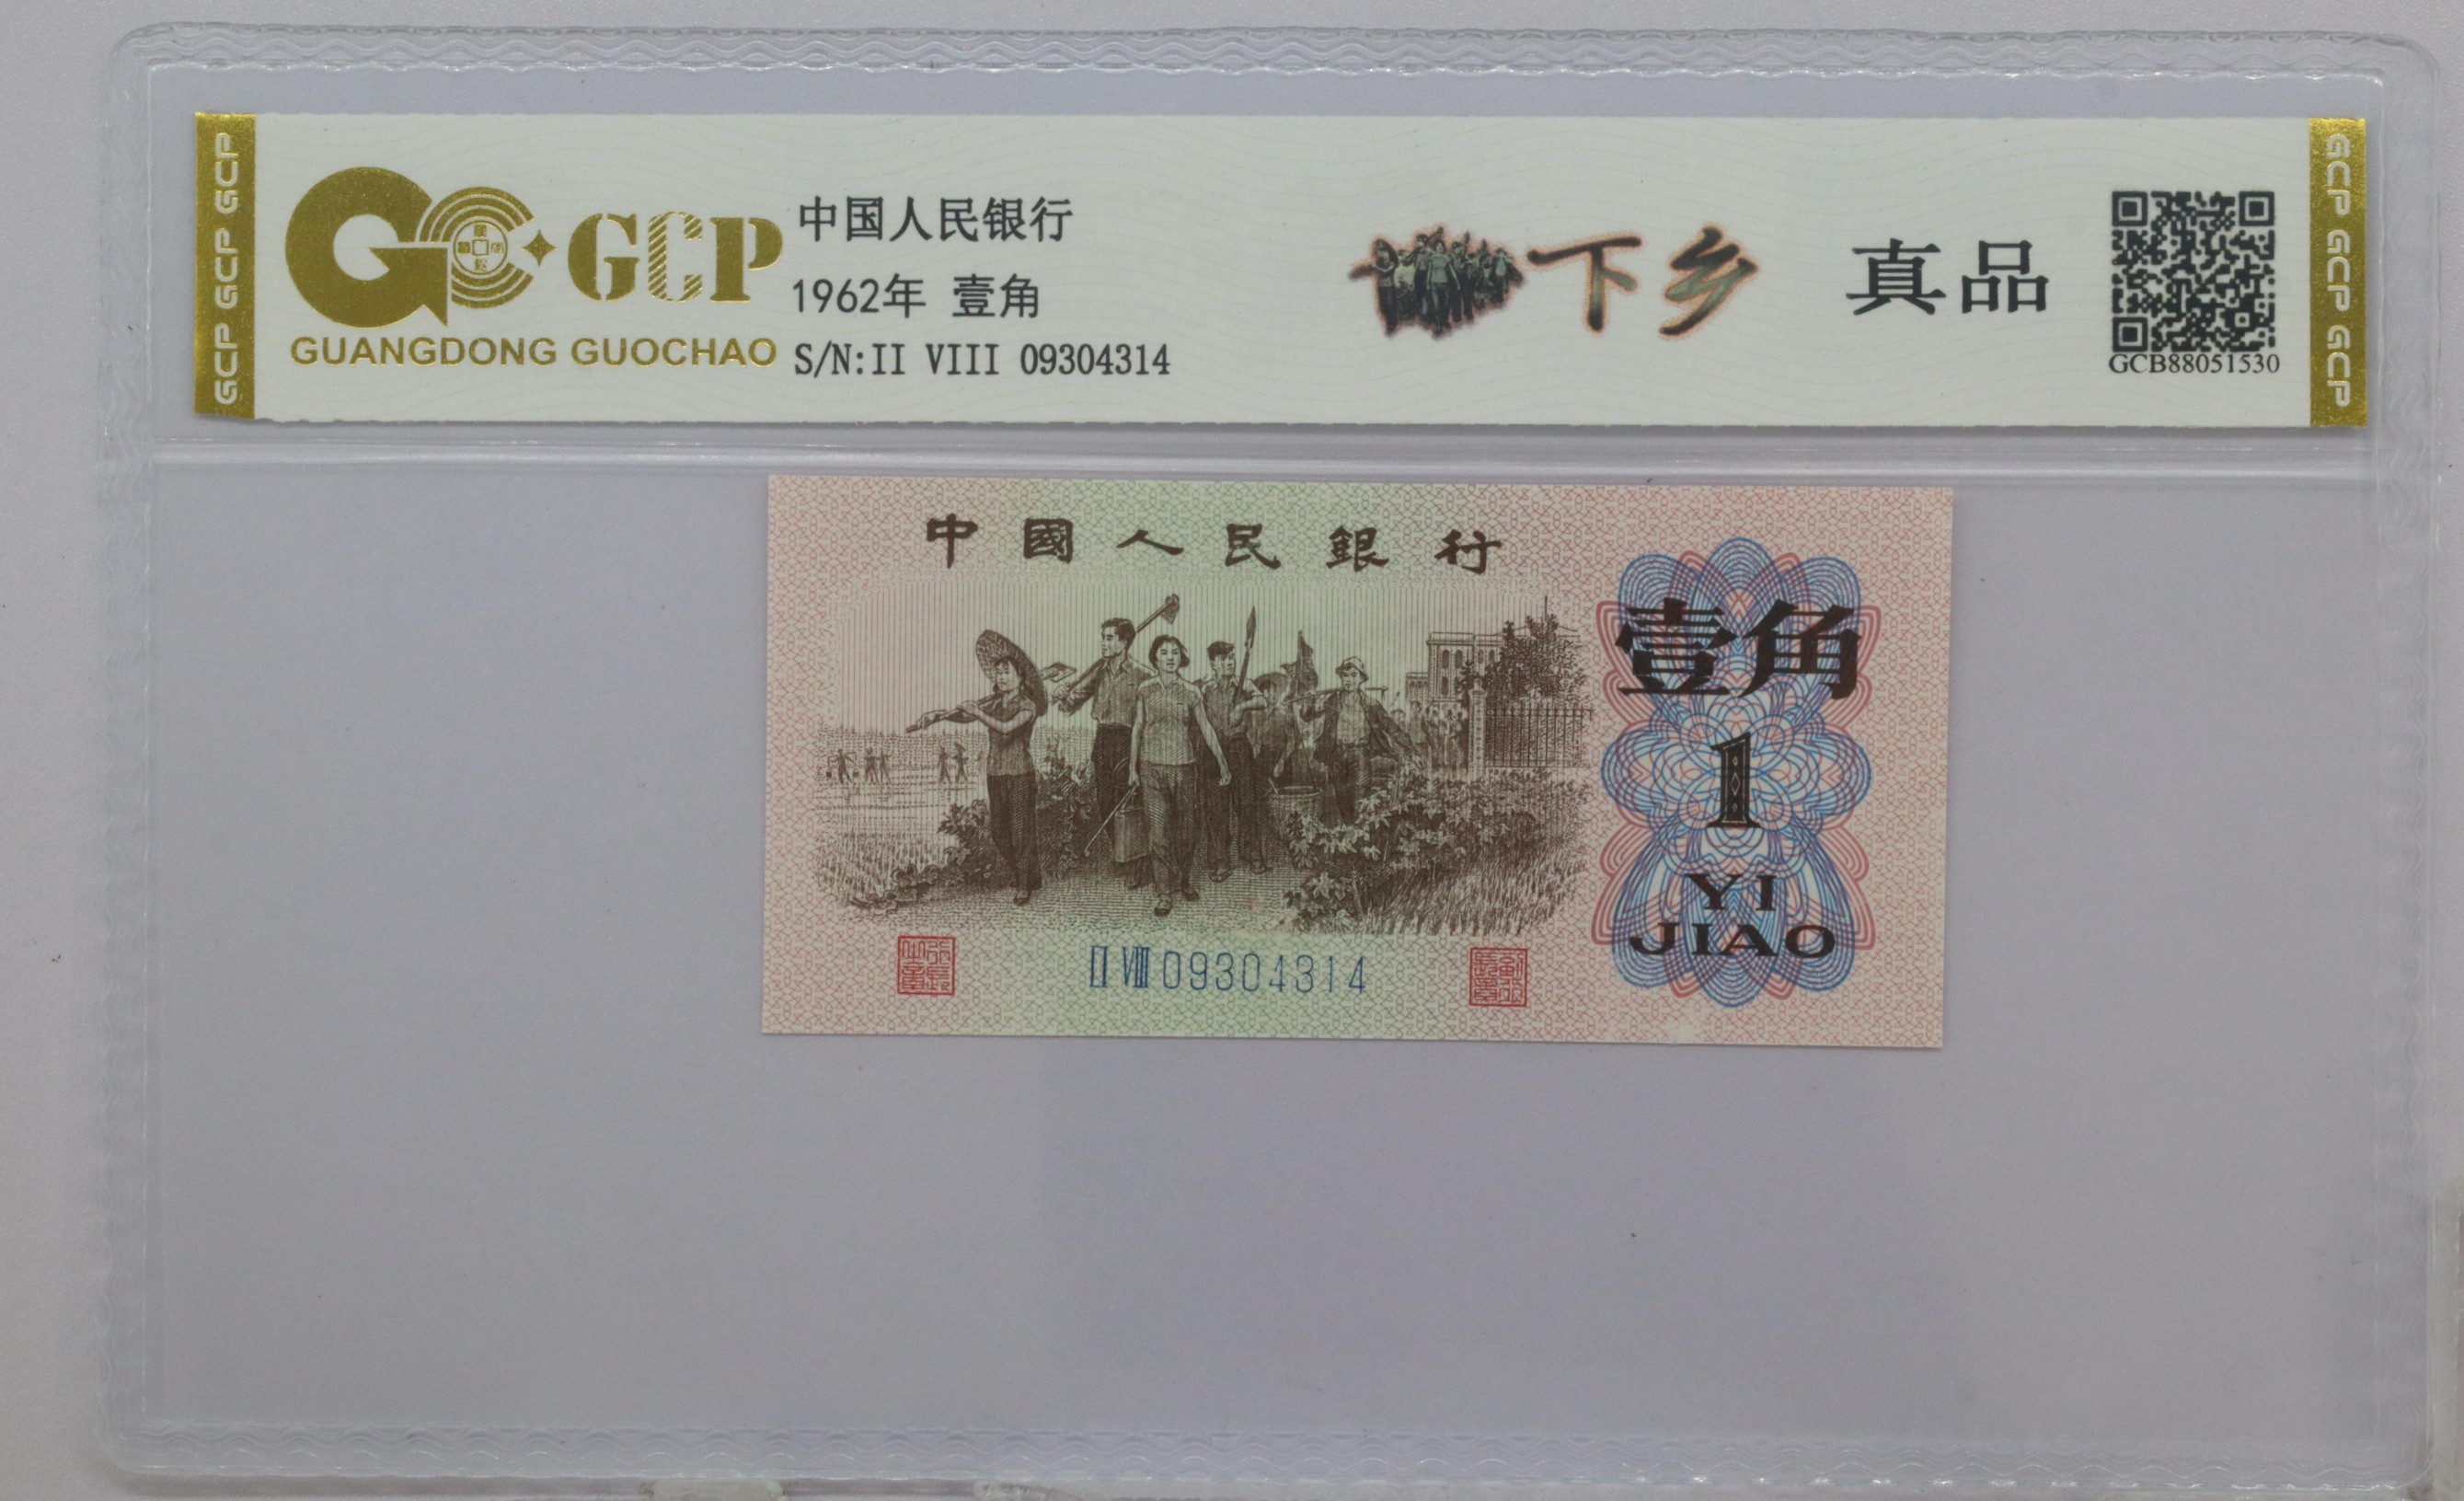 GCP GCP GCP
GCP
GUANGDONG GUOCHAO
中国人民银行
1962年 壹角
S/N:II VIII 09304314
下乡
真品
GCB88051530
GCP GCP GCP
中國人民銀行
壹角
1
YI
JIAO
II VIII 09304314